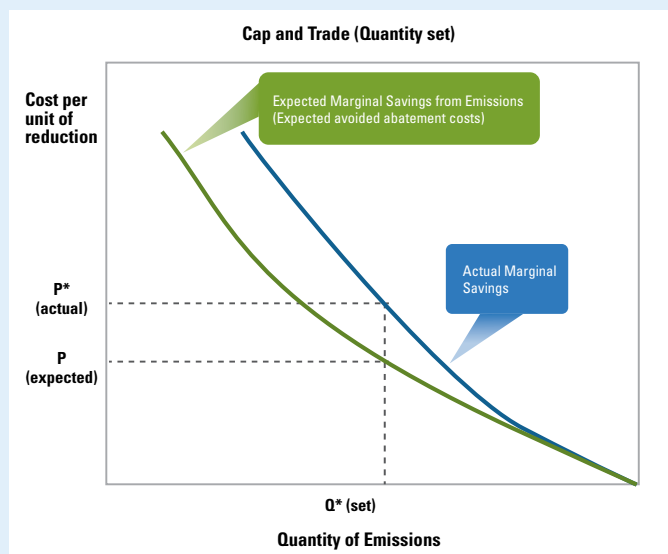 Cap and Trade (Quantity set)
Cost per
unit of
reduction
Expected Marginal Savings from Emissions
(Expected avoided abatement costs)
Actual Marginal
Savings
P*
(actual)
P
(expected)
Q* (set)
Quantity of Emissions